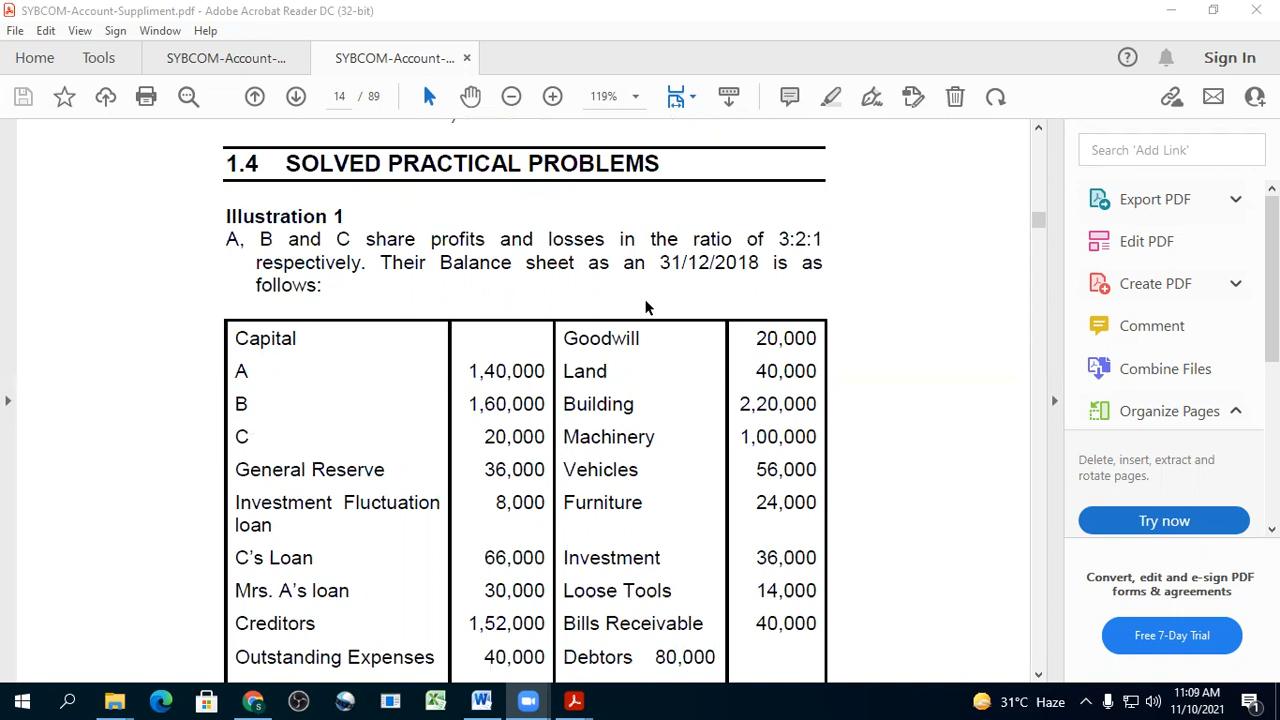 SYBCOM-Account-Suppliment.pdf - Adobe Acrobat Reader DC (32-bit)
File Edit View Sign Window Help
Home Tools SYBCOM-Account-... SYBCOM-Account-... × Sign In
14 / 89 119%
1.4 SOLVED PRACTICAL PROBLEMS
Illustration 1
A, B and C share profits and losses in the ratio of 3:2:1
respectively. Their Balance sheet as an 31/12/2018 is as
follows:
Capital Goodwill 20,000
A 1,40,000 Land 40,000
B 1,60,000 Building 2,20,000
C 20,000 Machinery 1,00,000
General Reserve 36,000 Vehicles 56,000
Investment Fluctuation 8,000 Furniture 24,000
loan
C's Loan 66,000 Investment 36,000
Mrs. A's loan 30,000 Loose Tools 14,000
Creditors 1,52,000 Bills Receivable 40,000
Outstanding Expenses 40,000 Debtors 80,000
Search 'Add Link'
Export PDF
Edit PDF
Create PDF
Comment
Combine Files
Organize Pages
Delete, insert, extract and
rotate pages.
Try now
Convert, edit and e-sign PDF
forms & agreements
Free 7-Day Trial
31°C Haze
11:09 AM
11/10/2021
1